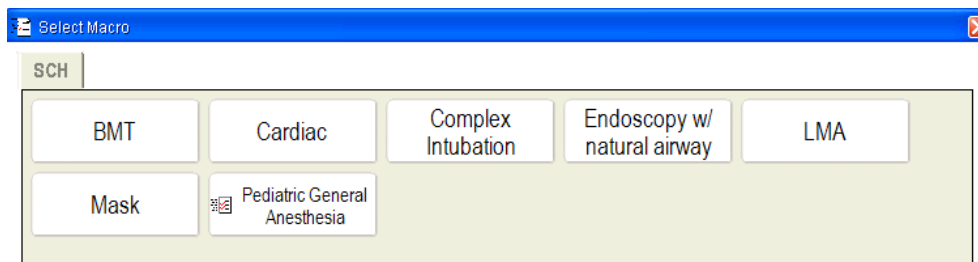 Select Macro
SCH
BMT
Cardiac
Complex
Intubation
Endoscopy w/
natural airway
LMA
Mask
Pediatric General
Anesthesia